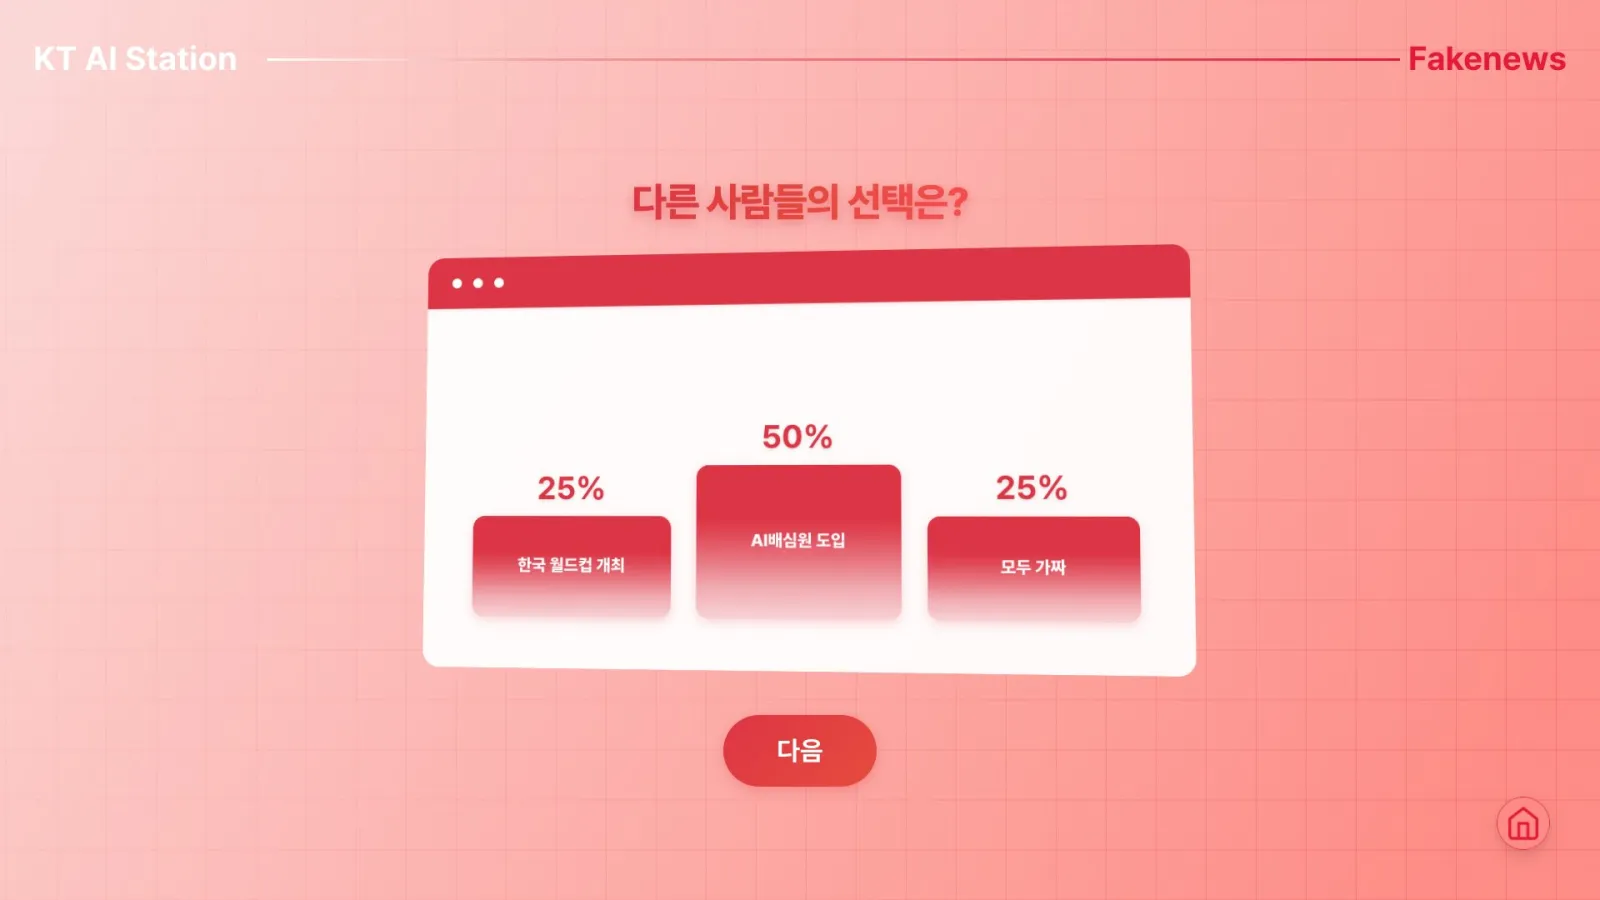 KT AI Station
Fakenews
다른 사람들의 선택은?
50%
25%
25%
AI배심원 도입
한국 월드컵 개최
모두 가짜
다음